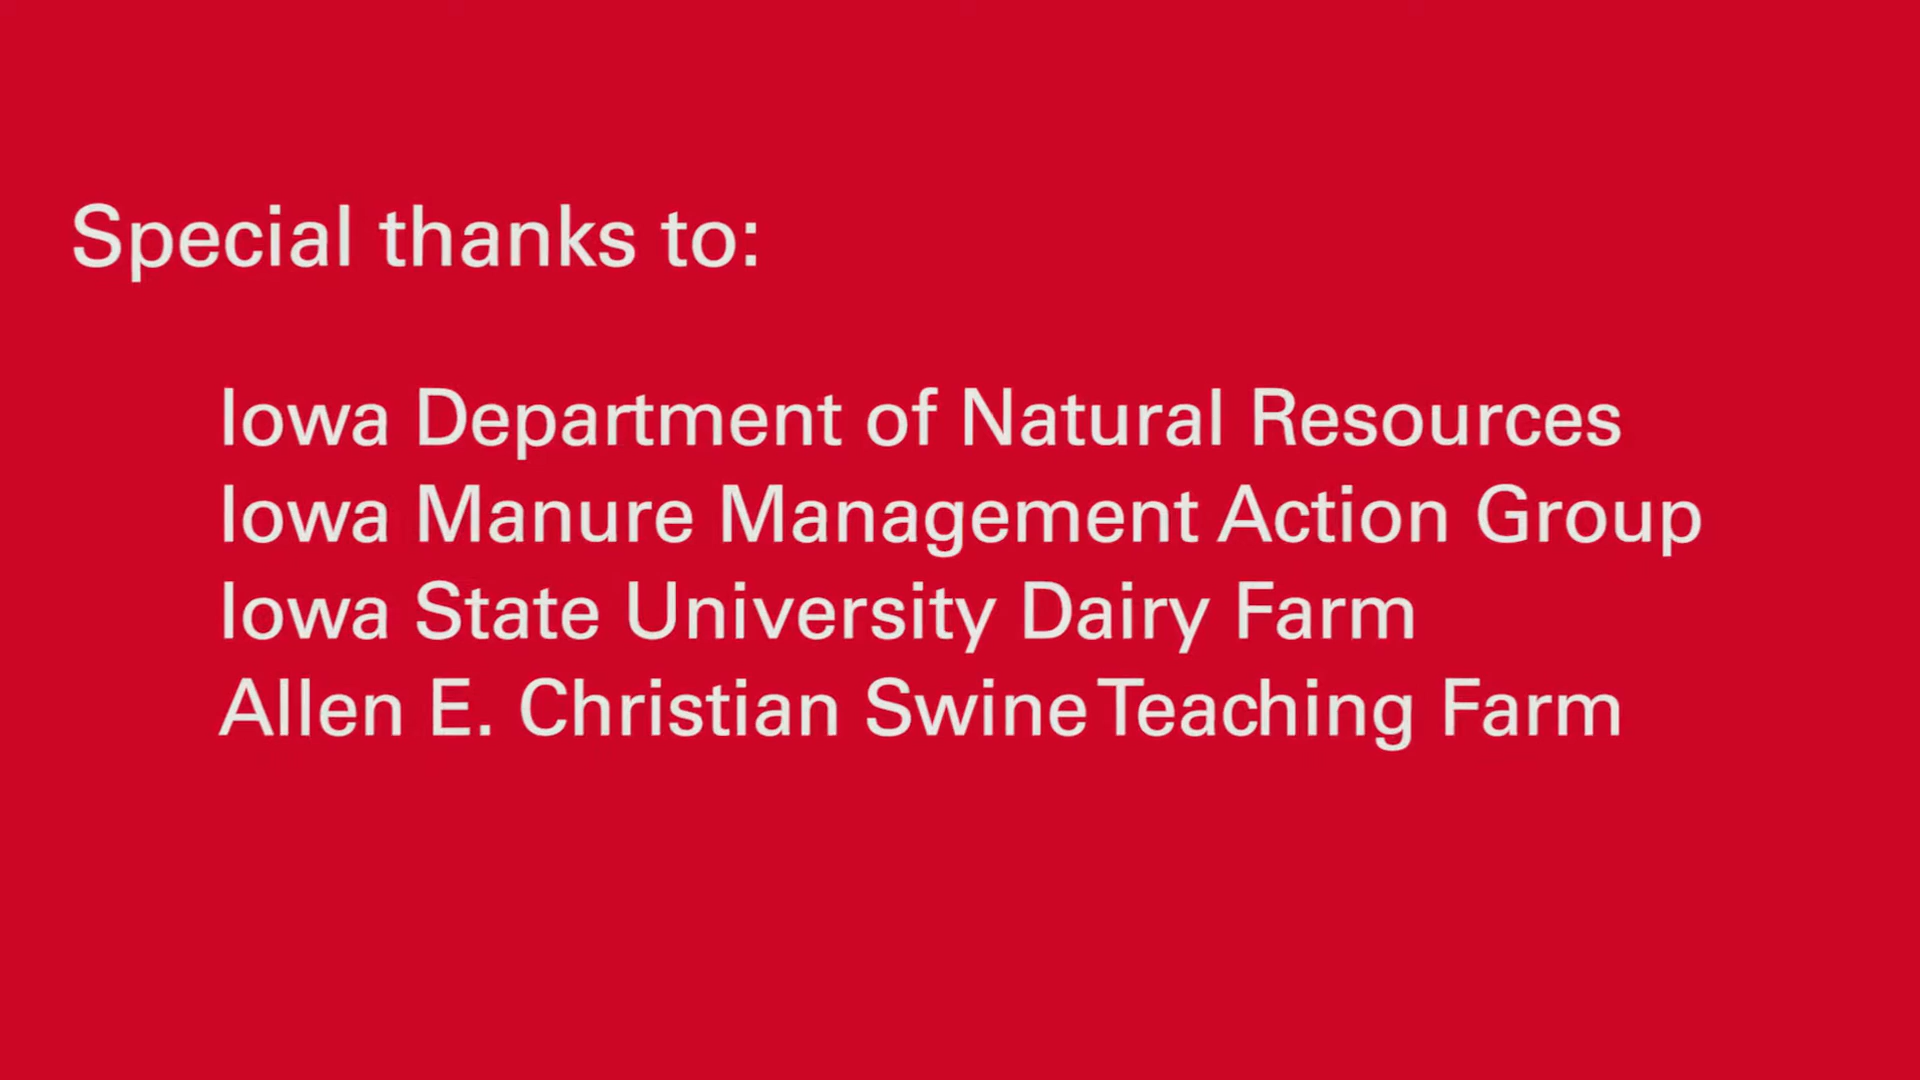 Special thanks to:
Iowa Department of Natural Resources
Iowa Manure Management Action Group
Iowa State University Dairy Farm
Allen E. Christian Swine Teaching Farm